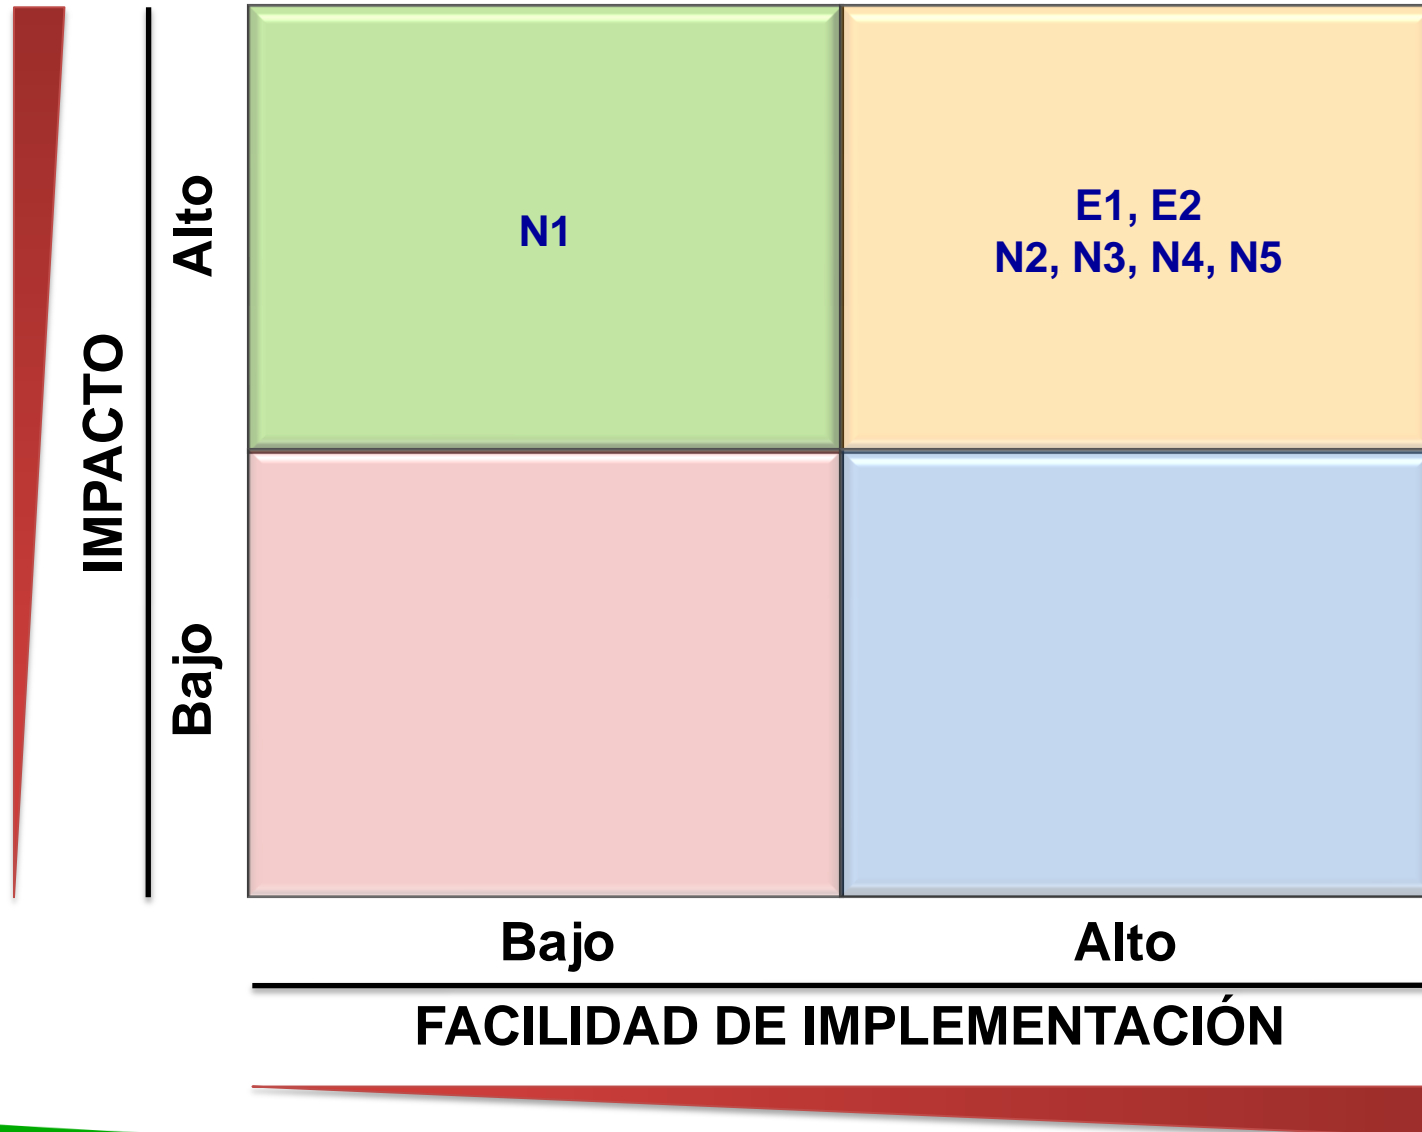 Alto
N1
E1, E2
N2, N3, N4, N5
IMPACTO
Bajo
Bajo
Alto
FACILIDAD DE IMPLEMENTACIÓN